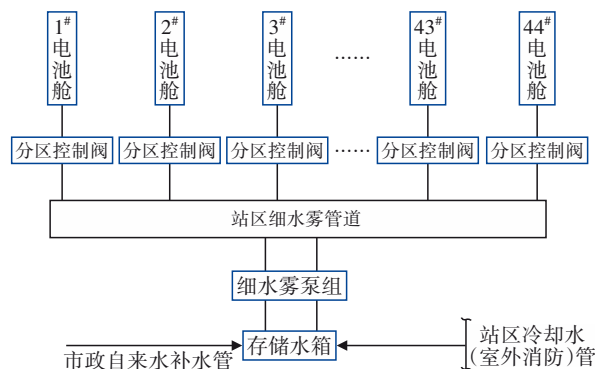 1# 电池舱
2# 电池舱
3# 电池舱
……
43# 电池舱
44# 电池舱
分区控制阀
分区控制阀
分区控制阀
……
分区控制阀
分区控制阀
站区细水雾管道
细水雾泵组
存储水箱
市政自来水补水管
站区冷却水
(室外消防)管